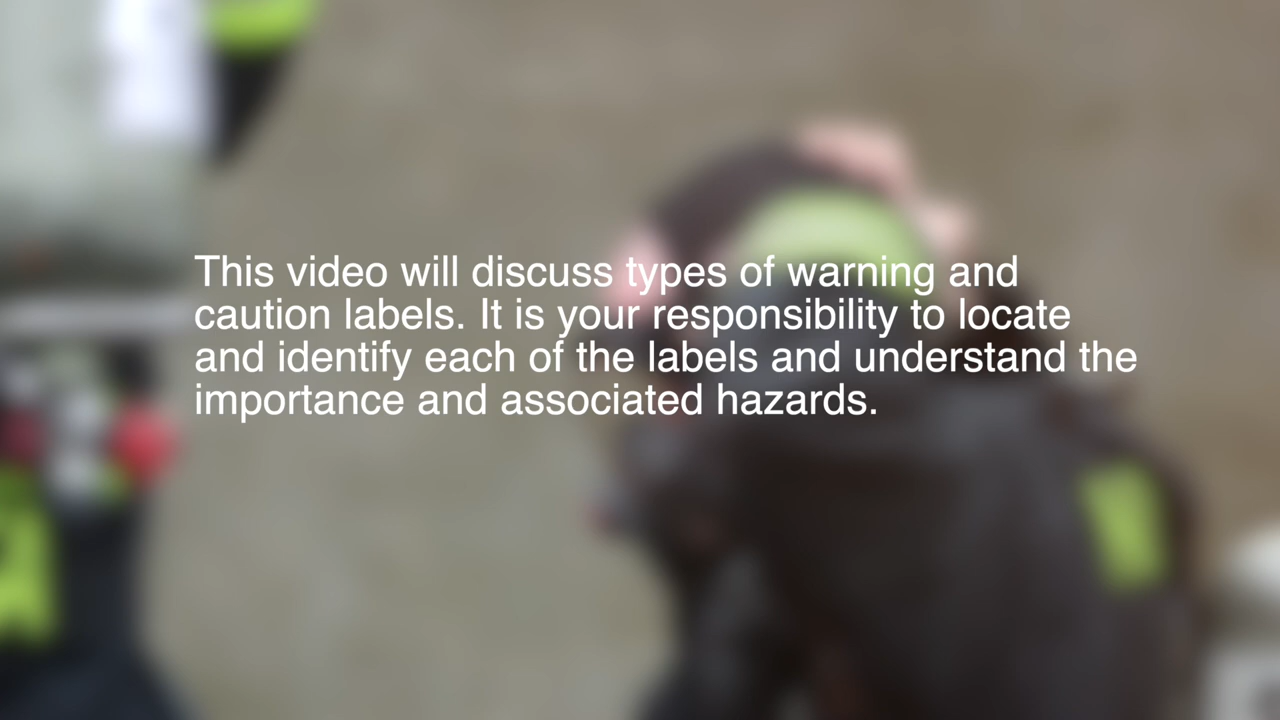 This video will discuss types of warning and
caution labels. It is your responsibility to locate
and identify each of the labels and understand the
importance and associated hazards.